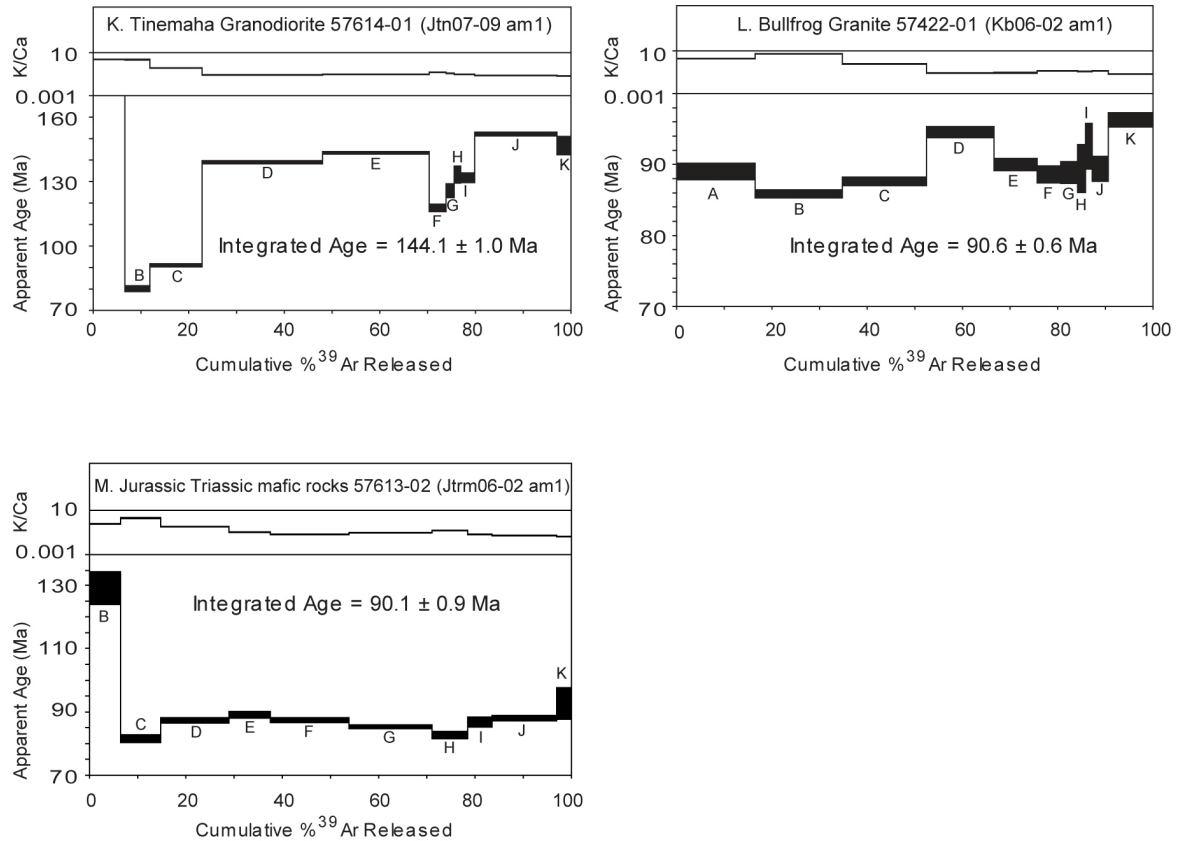 K. Tinemaha Granodiorite 57614-01 (Jtn07-09 am1)
K/Ca
10
0.001
Apparent Age (Ma)
160
130
100
70
B
C
D
E
F
G
H
I
J
K
Integrated Age = 144.1 ± 1.0 Ma
0 20 40 60 80 100
Cumulative %39Ar Released
L. Bullfrog Granite 57422-01 (Kb06-02 am1)
K/Ca
10
0.001
Apparent Age (Ma)
90
80
70
A
B
C
D
E
F
G
H
I
J
K
Integrated Age = 90.6 ± 0.6 Ma
0 20 40 60 80 100
Cumulative %39Ar Released
M. Jurassic Triassic mafic rocks 57613-02 (Jtrm06-02 am1)
K/Ca
10
0.001
Apparent Age (Ma)
130
110
90
70
Integrated Age = 90.1 ± 0.9 Ma
B
C
D
E
F
G
H
I
J
K
0 20 40 60 80 100
Cumulative %39Ar Released